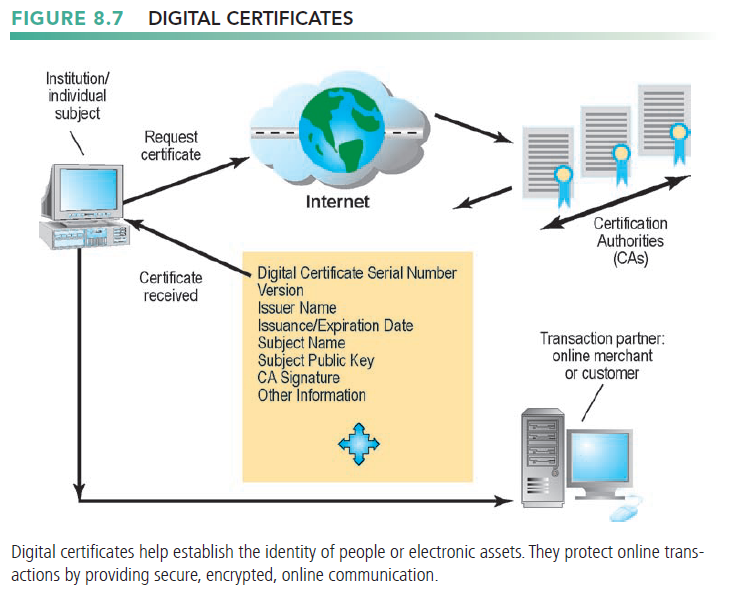 FIGURE 8.7 DIGITAL CERTIFICATES
Institution/
individual
subject
Request
certificate
Internet
Certification
Authorities
(CAs)
Certificate
received
Digital Certificate Serial Number
Version
Issuer Name
Issuance/Expiration Date
Subject Name
Subject Public Key
CA Signature
Other Information
Transaction partner:
online merchant
or customer
Digital certificates help establish the identity of people or electronic assets. They protect online trans-
actions by providing secure, encrypted, online communication.